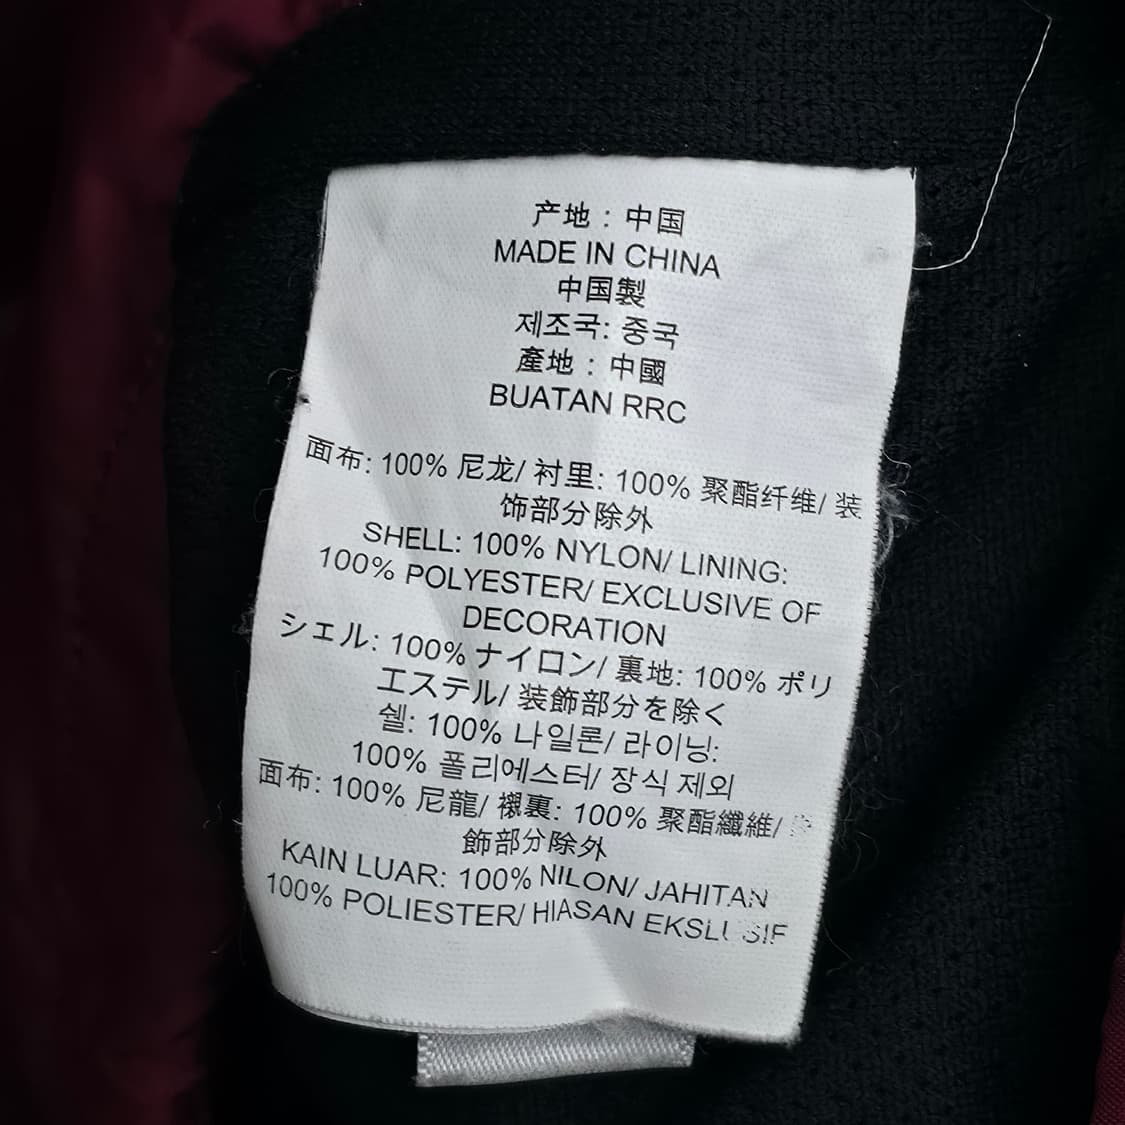 产地 : 中国
MADE IN CHINA
中国製
제조국: 중국
產地 : 中國
BUATAN RRC
面布: 100% 尼龙/ 衬里: 100% 聚酯纤维/ 装
饰部分除外
SHELL: 100% NYLON/ LINING:
100% POLYESTER/ EXCLUSIVE OF
DECORATION
シェル: 100% ナイロン/ 裏地: 100% ポリ
エステル/ 装飾部分を除く
쉘: 100% 나일론/ 라이닝:
100% 폴리에스터/ 장식 제외
面布: 100% 尼龍/ 襯裏: 100% 聚酯纖維/
飾部分除外
KAIN LUAR: 100% NILON/ JAHITAN
100% POLIESTER/ HIASAN